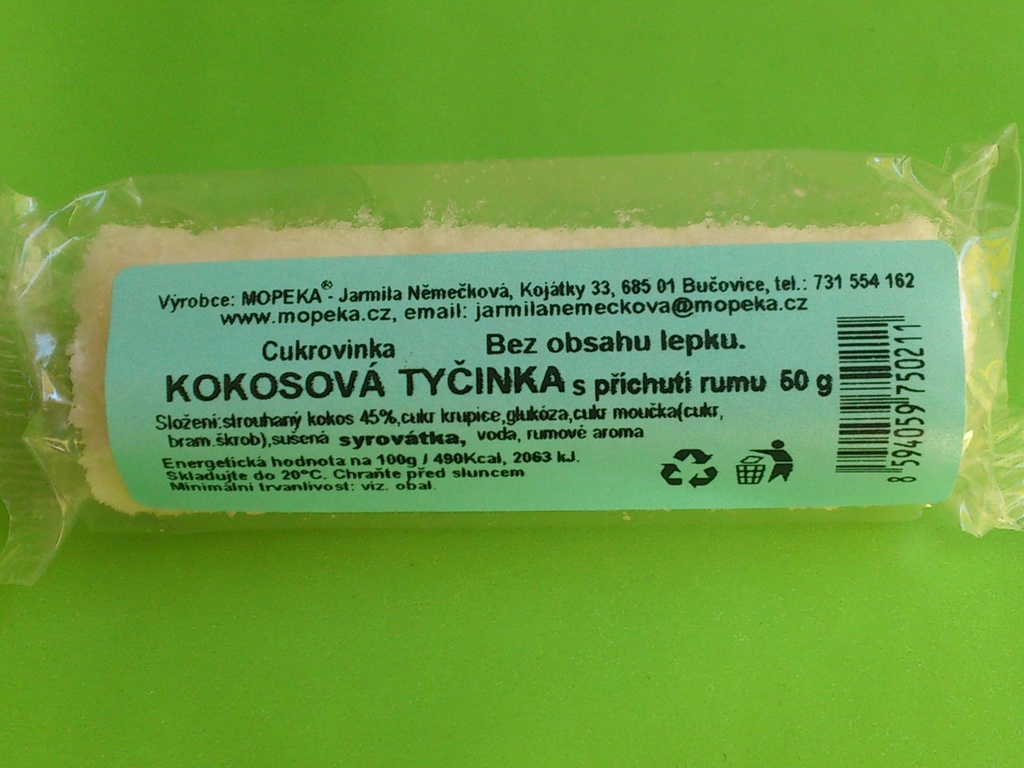 Výrobce: MOPEKA® - Jarmila Němečková, Kojátky 33, 685 01 Bučovice, tel.: 731 554 162
www.mopeka.cz, email: jarmilanemeckova@mopeka.cz
Cukrovinka Bez obsahu lepku.
KOKOSOVÁ TYČINKA s příchutí rumu 50 g
Složení:strouhaný kokos 45%,cukr krupice,glukóza,cukr moučka(cukr,
bram.škrob),sušená syrovátka, voda, rumové aroma
Energetická hodnota na 100g / 490Kcal, 2063 kJ.
Skladujte do 20°C. Chraňte před sluncem
Minimální trvanlivost: viz. obal.
8 594059 750211